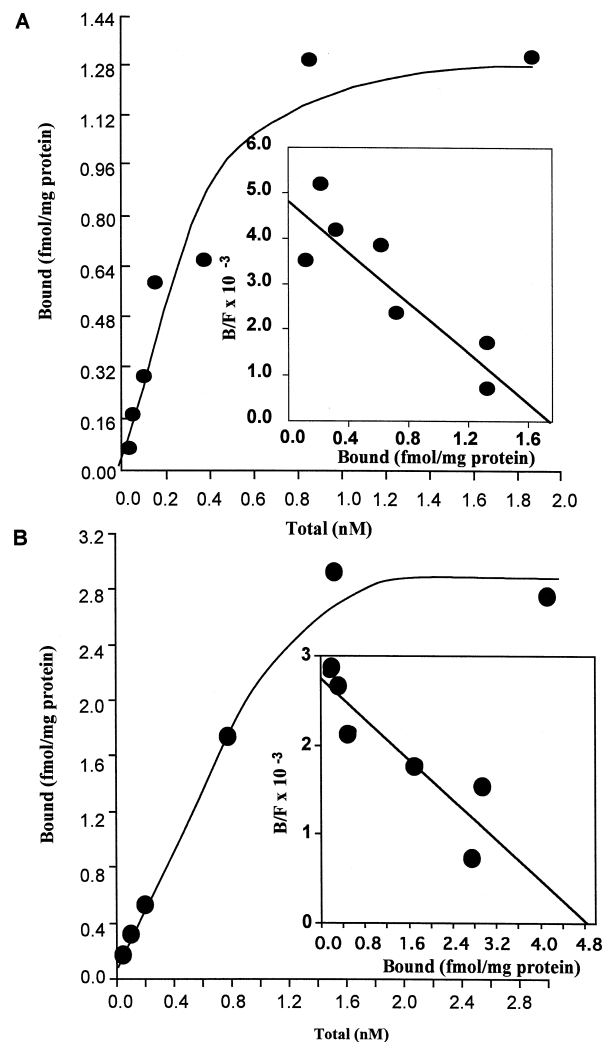 A
1.44
1.28
1.12
0.96
0.80
0.64
0.48
0.32
0.16
0.00
Bound (fmol/mg protein)
0.0 0.2 0.4 0.6 0.8 1.0 1.2 1.4 1.6 1.8 2.0
Total (nM)
6.0
5.0
4.0
3.0
2.0
1.0
0.0
B/F x 10 -3
0.0 0.4 0.8 1.2 1.6
Bound (fmol/mg protein)
B
3.2
2.8
2.4
2.0
1.6
1.2
0.8
0.4
0.0
Bound (fmol/mg protein)
0.0 0.4 0.8 1.2 1.6 2.0 2.4 2.8
Total (nM)
3
2
1
0
B/F x 10 -3
0.0 0.8 1.6 2.4 3.2 4.0 4.8
Bound (fmol/mg protein)